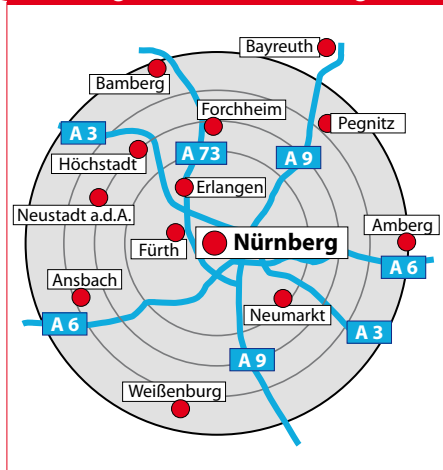 Bayreuth
Bamberg
Forchheim
Pegnitz
A 3
Höchstadt
A 73
A 9
Erlangen
Neustadt a.d.A.
Fürth
Nürnberg
Amberg
A 6
Ansbach
Neumarkt
A 6
A 3
A 9
Weißenburg